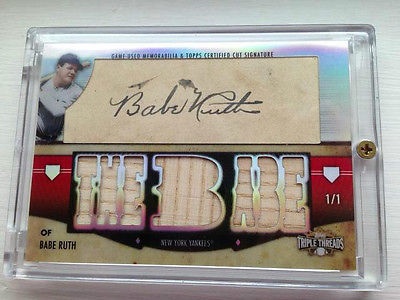 GAME-USED MEMORABILIA & TOPPS CERTIFIED CUT SIGNATURE
Babe Ruth
THE BABE
1/1
OF
BABE RUTH
NEW YORK YANKEES
TRIPLE THREADS